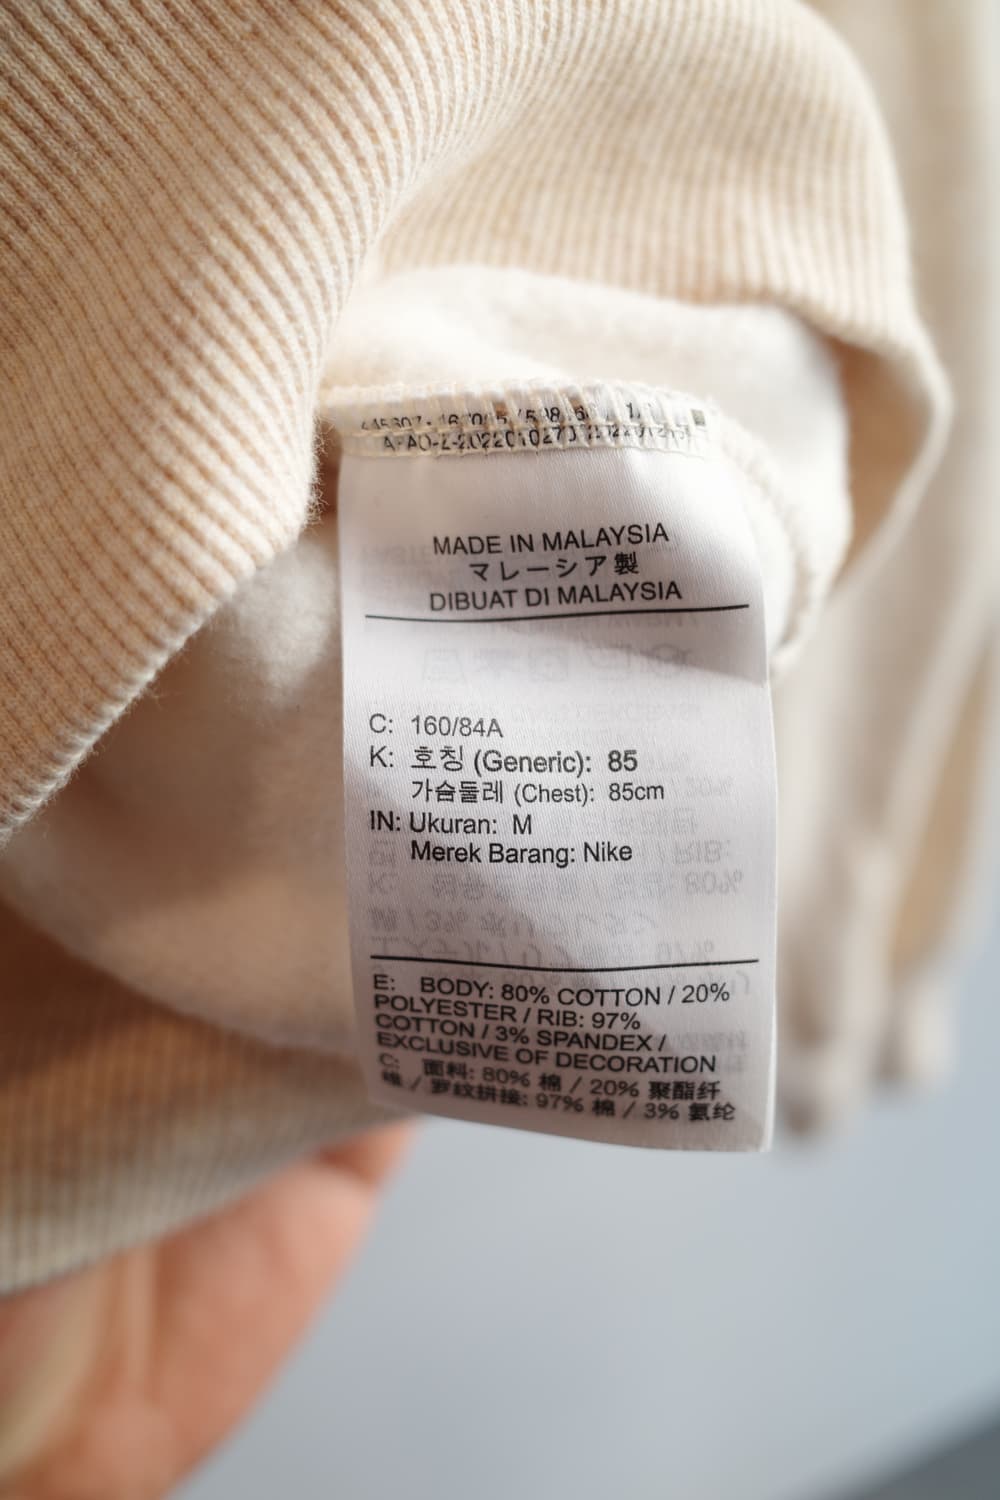 MADE IN MALAYSIA
マレーシア製
DIBUAT DI MALAYSIA
C: 160/84A
K: 호칭 (Generic): 85
가슴둘레 (Chest): 85cm
IN: Ukuran: M
Merek Barang: Nike
E: BODY: 80% COTTON / 20%
POLYESTER / RIB: 97%
COTTON / 3% SPANDEX /
EXCLUSIVE OF DECORATION
C: 面料: 80% 棉 / 20% 聚酯纤
维 / 罗纹拼接: 97% 棉 / 3% 氨纶